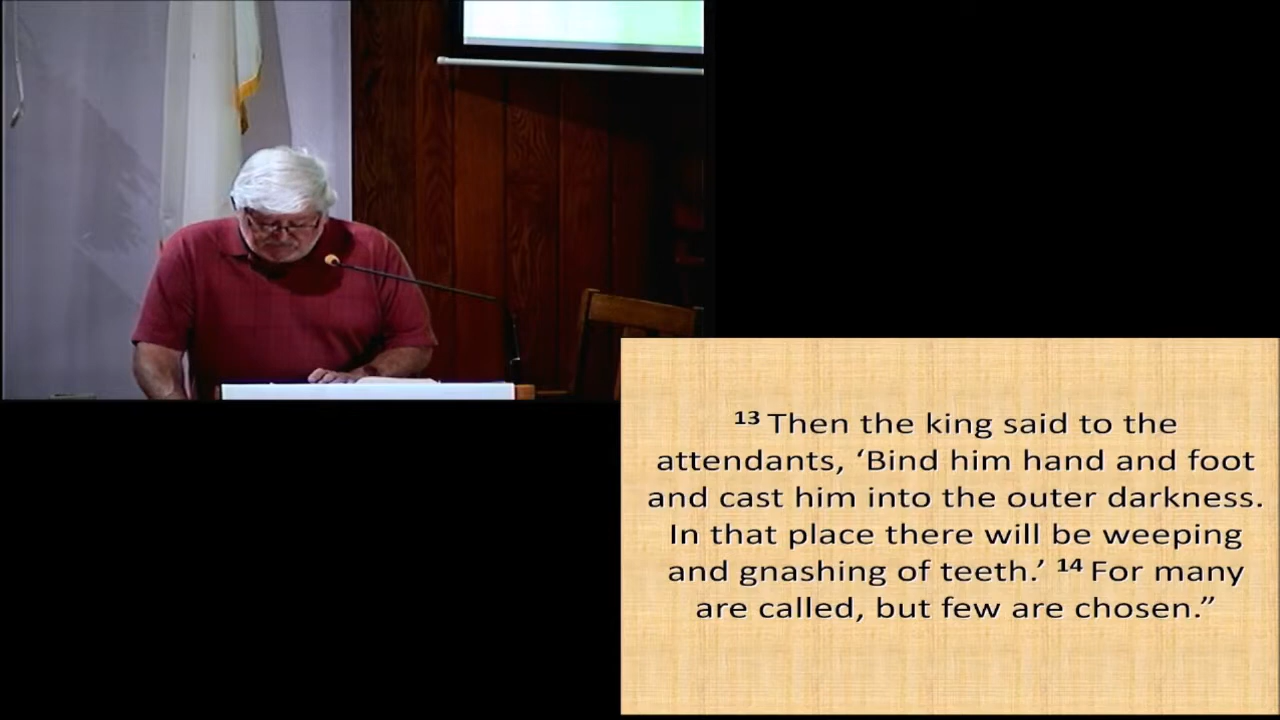 13 Then the king said to the
attendants, ‘Bind him hand and foot
and cast him into the outer darkness.
In that place there will be weeping
and gnashing of teeth.’ 14 For many
are called, but few are chosen.”